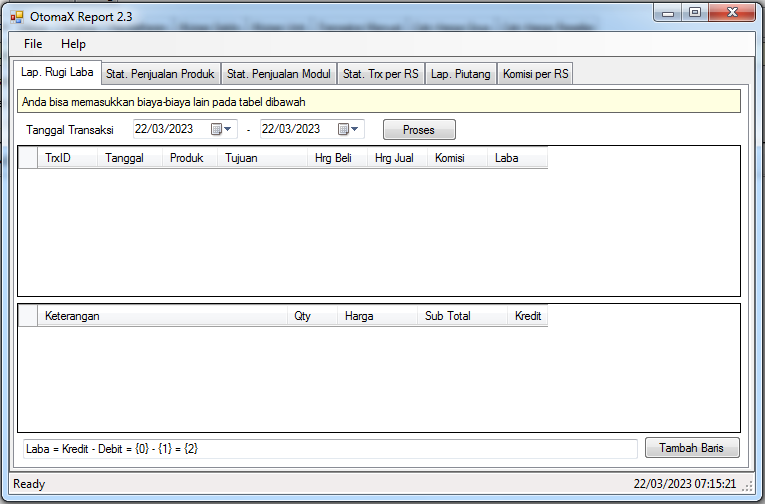 OtomaX Report 2.3
File Help
Lap. Rugi Laba Stat. Penjualan Produk Stat. Penjualan Modul Stat. Trx per RS Lap. Piutang Komisi per RS
Anda bisa memasukkan biaya-biaya lain pada tabel dibawah
Tanggal Transaksi 22/03/2023 - 22/03/2023 Proses
TrxID Tanggal Produk Tujuan Hrg Beli Hrg Jual Komisi Laba
Keterangan Qty Harga Sub Total Kredit
Laba = Kredit - Debit = {0} - {1} = {2} Tambah Baris
Ready 22/03/2023 07:15:21